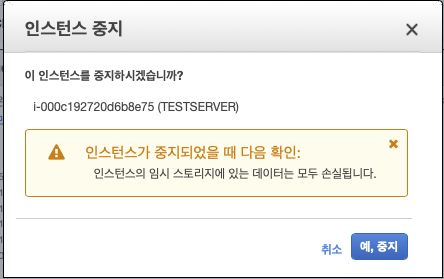 인스턴스 중지
이 인스턴스를 중지하시겠습니까?
i-000c192720d6b8e75 (TESTSERVER)
인스턴스가 중지되었을 때 다음 확인:
인스턴스의 임시 스토리지에 있는 데이터는 모두 손실됩니다.
취소
예, 중지